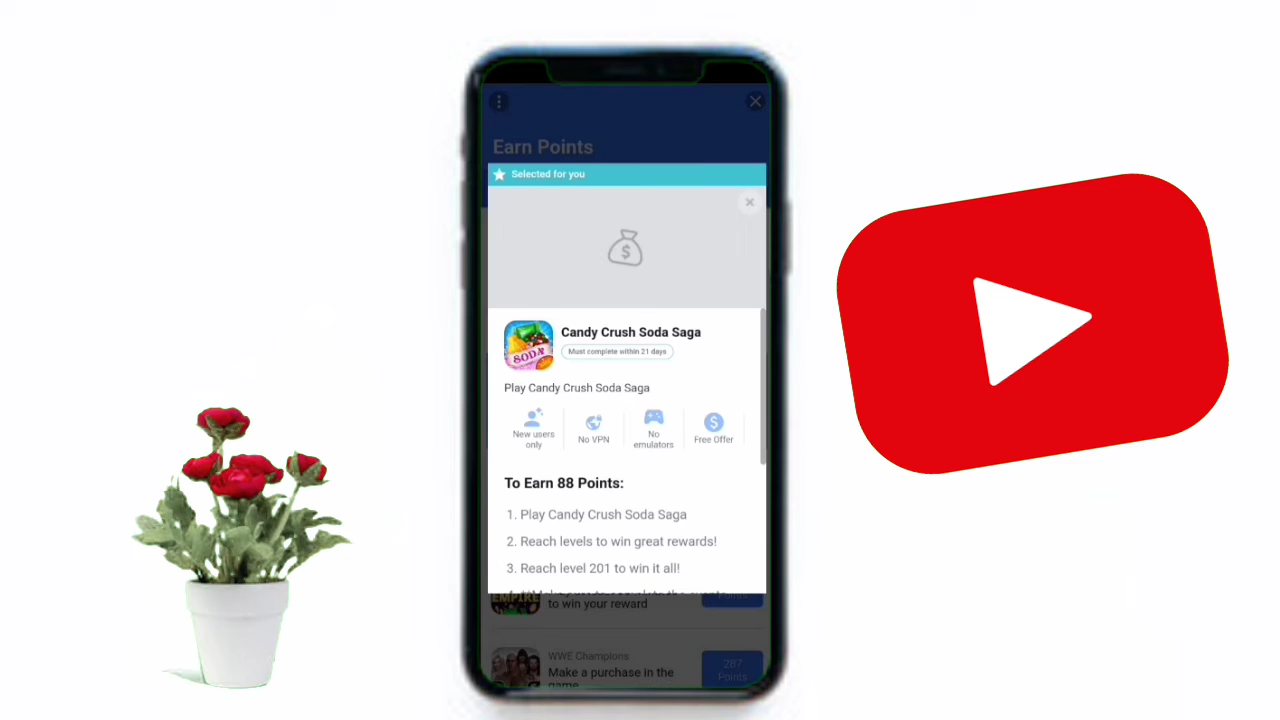 Earn Points
Selected for you
Candy Crush Soda Saga
Must complete within 21 days
Play Candy Crush Soda Saga
New users only
No VPN
No emulators
Free Offer
To Earn 88 Points:
1. Play Candy Crush Soda Saga
2. Reach levels to win great rewards!
3. Reach level 201 to win it all!
to win your reward
WWE Champions
Make a purchase in the
game
287
Points
SODA
EMPIRE